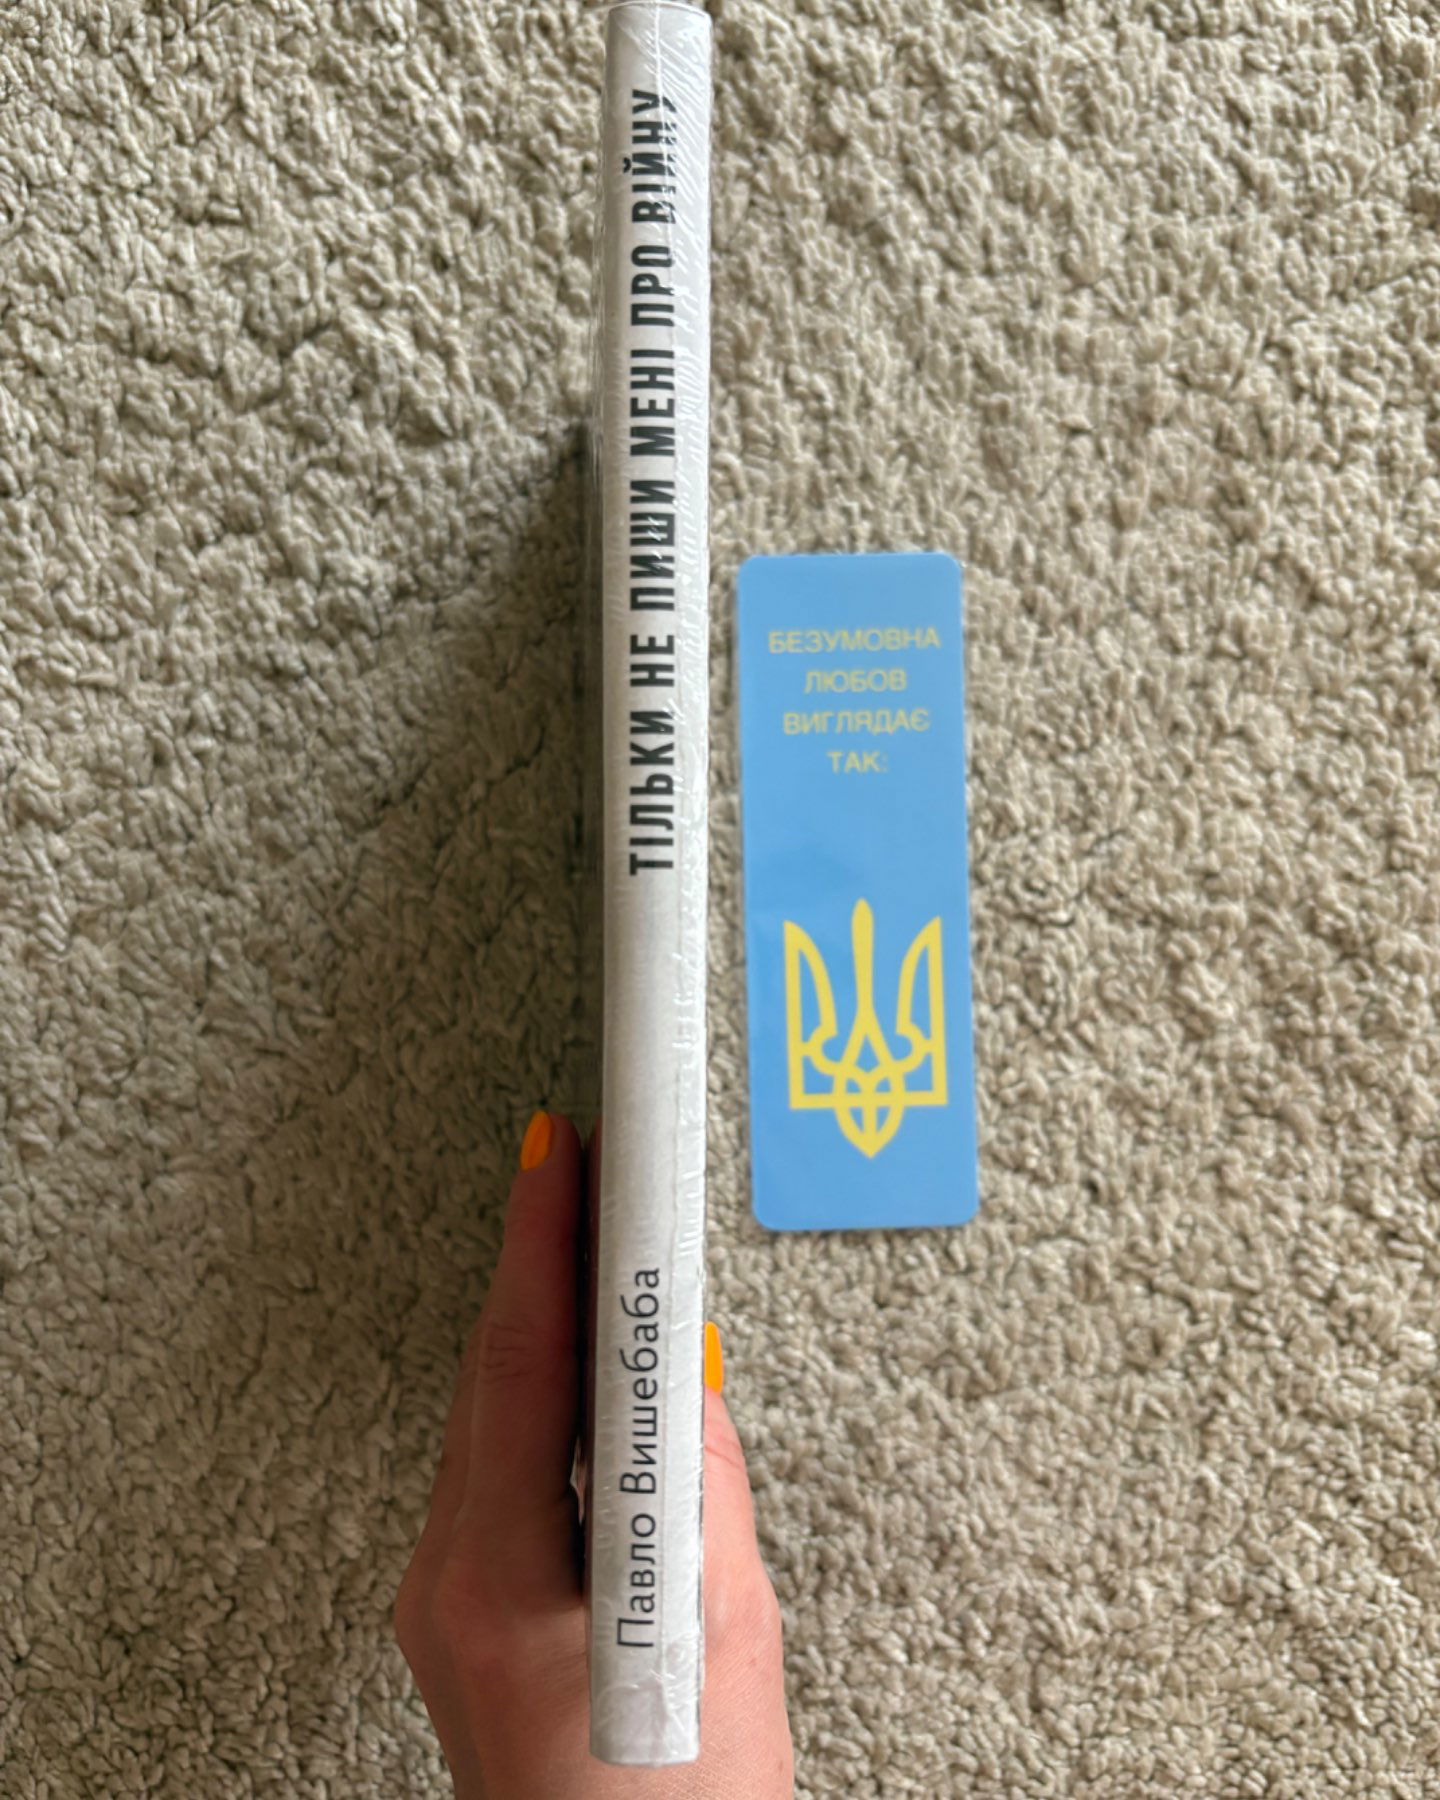 ТІЛЬКИ НЕ ПИШИ МЕНІ ПРО ВІЙНУ
Павло Вишебаба
БЕЗУМОВНА
ЛЮБОВ
ВИГЛЯДАЄ
ТАК: